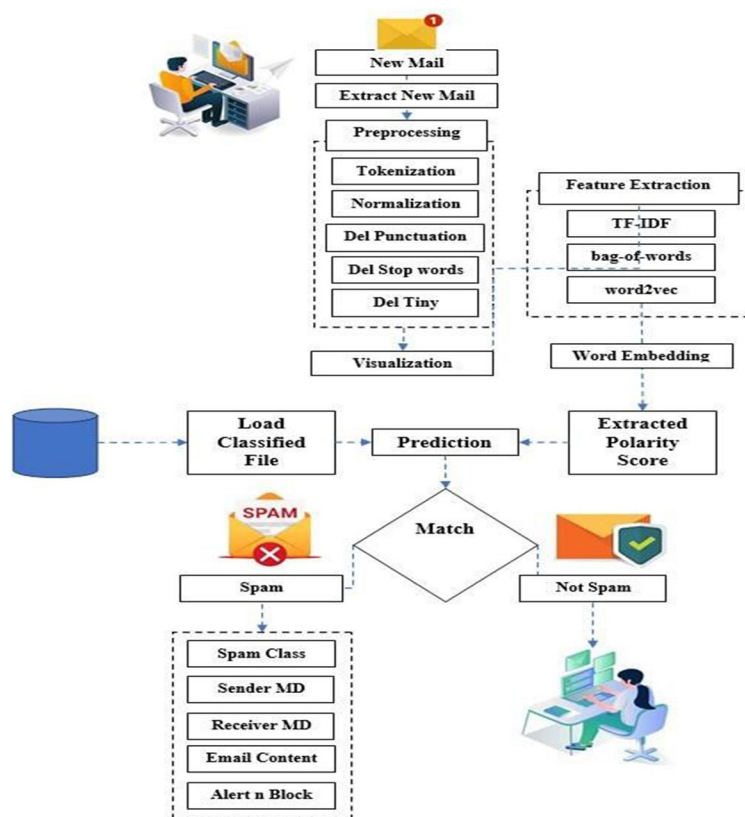 1
New Mail
Extract New Mail
Preprocessing
Tokenization
Normalization
Del Punctuation
Del Stop words
Del Tiny
Visualization
Feature Extraction
TF-IDF
bag-of-words
word2vec
Word Embedding
Load
Classified
File
Prediction
Extracted
Polarity
Score
Match
SPAM
Spam
Not Spam
Spam Class
Sender MD
Receiver MD
Email Content
Alert n Block